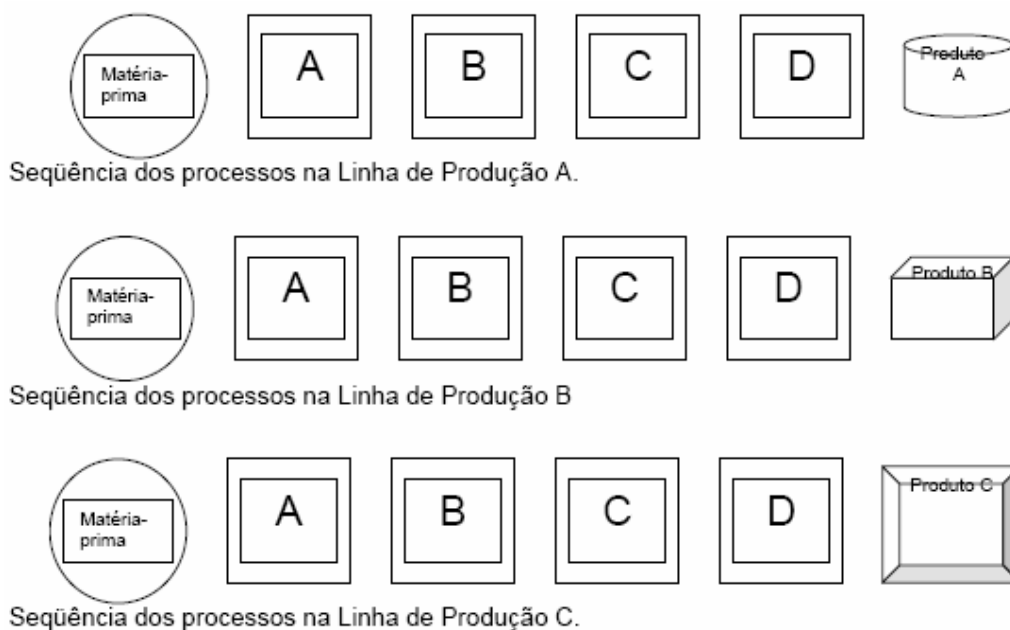 Matéria-
prima
A
B
C
D
Produto
A
Seqüência dos processos na Linha de Produção A.
Matéria-
prima
A
B
C
D
Produto B
Seqüência dos processos na Linha de Produção B
Matéria-
prima
A
B
C
D
Produto C
Seqüência dos processos na Linha de Produção C.